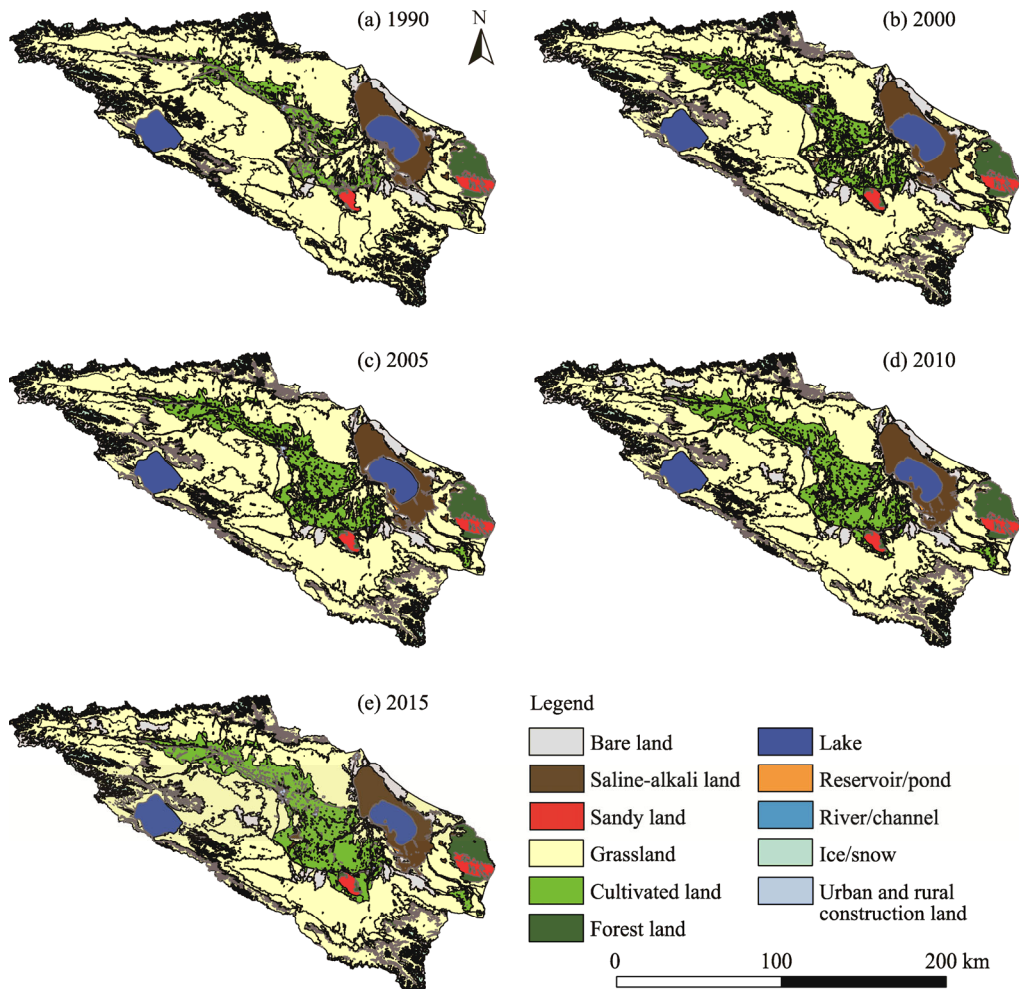 (a) 1990
N
(b) 2000
(c) 2005
(d) 2010
(e) 2015
Legend
Bare land
Saline-alkali land
Sandy land
Grassland
Cultivated land
Forest land
Lake
Reservoir/pond
River/channel
Ice/snow
Urban and rural
construction land
0 100 200 km